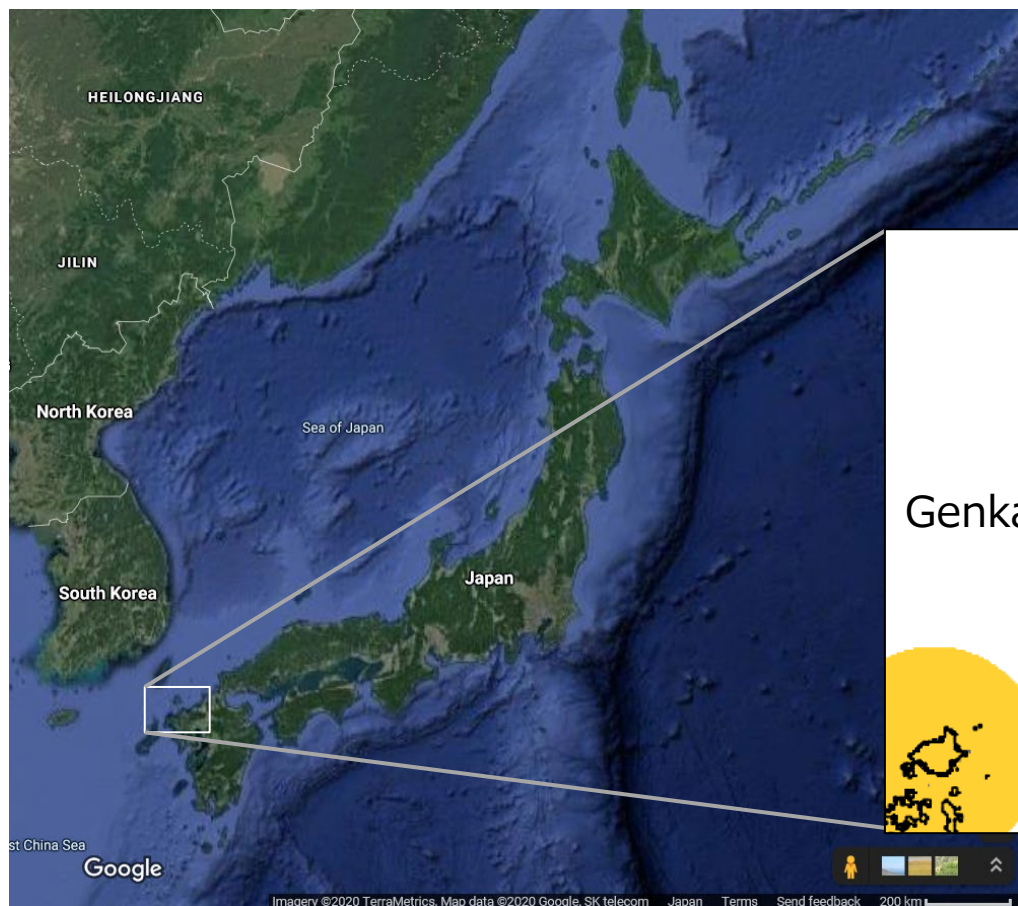 HEILONGJIANG
JILIN
North Korea
Sea of Japan
Genka
Japan
South Korea
st China Sea
Google
Imagery ©2020 TerraMetrics, Map data ©2020 Google, SK telecom Japan Terms Send feedback 200 km